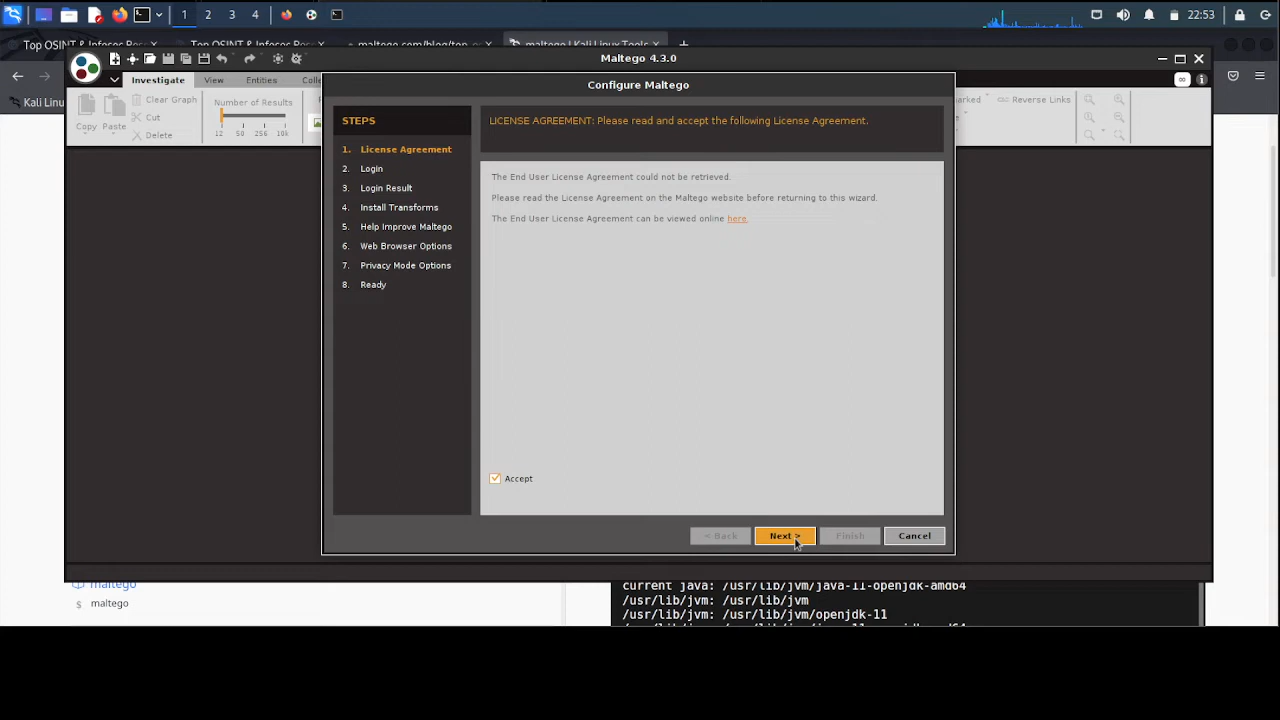 1 2 3 4
22:53
Top OSINT & Infosec Res
Top OSINT & Infosec Res
maltego.com/blog/top
maltego | Kali Linux Tools
Maltego 4.3.0
Investigate View Entities
Configure Maltego
Kali Linu
Copy Paste
Clear Graph
Cut
Delete
Number of Results
12 50 256 10k
Reverse Links
STEPS
1. License Agreement
2. Login
3. Login Result
4. Install Transforms
5. Help Improve Maltego
6. Web Browser Options
7. Privacy Mode Options
8. Ready
LICENSE AGREEMENT: Please read and accept the following License Agreement.
The End User License Agreement could not be retrieved.
Please read the License Agreement on the Maltego website before returning to this wizard.
The End User License Agreement can be viewed online here.
Accept
< Back Next > Finish Cancel
maltego
$ maltego
current java: /usr/lib/jvm/java-11-openjdk-amd64
/usr/lib/jvm: /usr/lib/jvm
/usr/lib/jvm: /usr/lib/jvm/openjdk-11